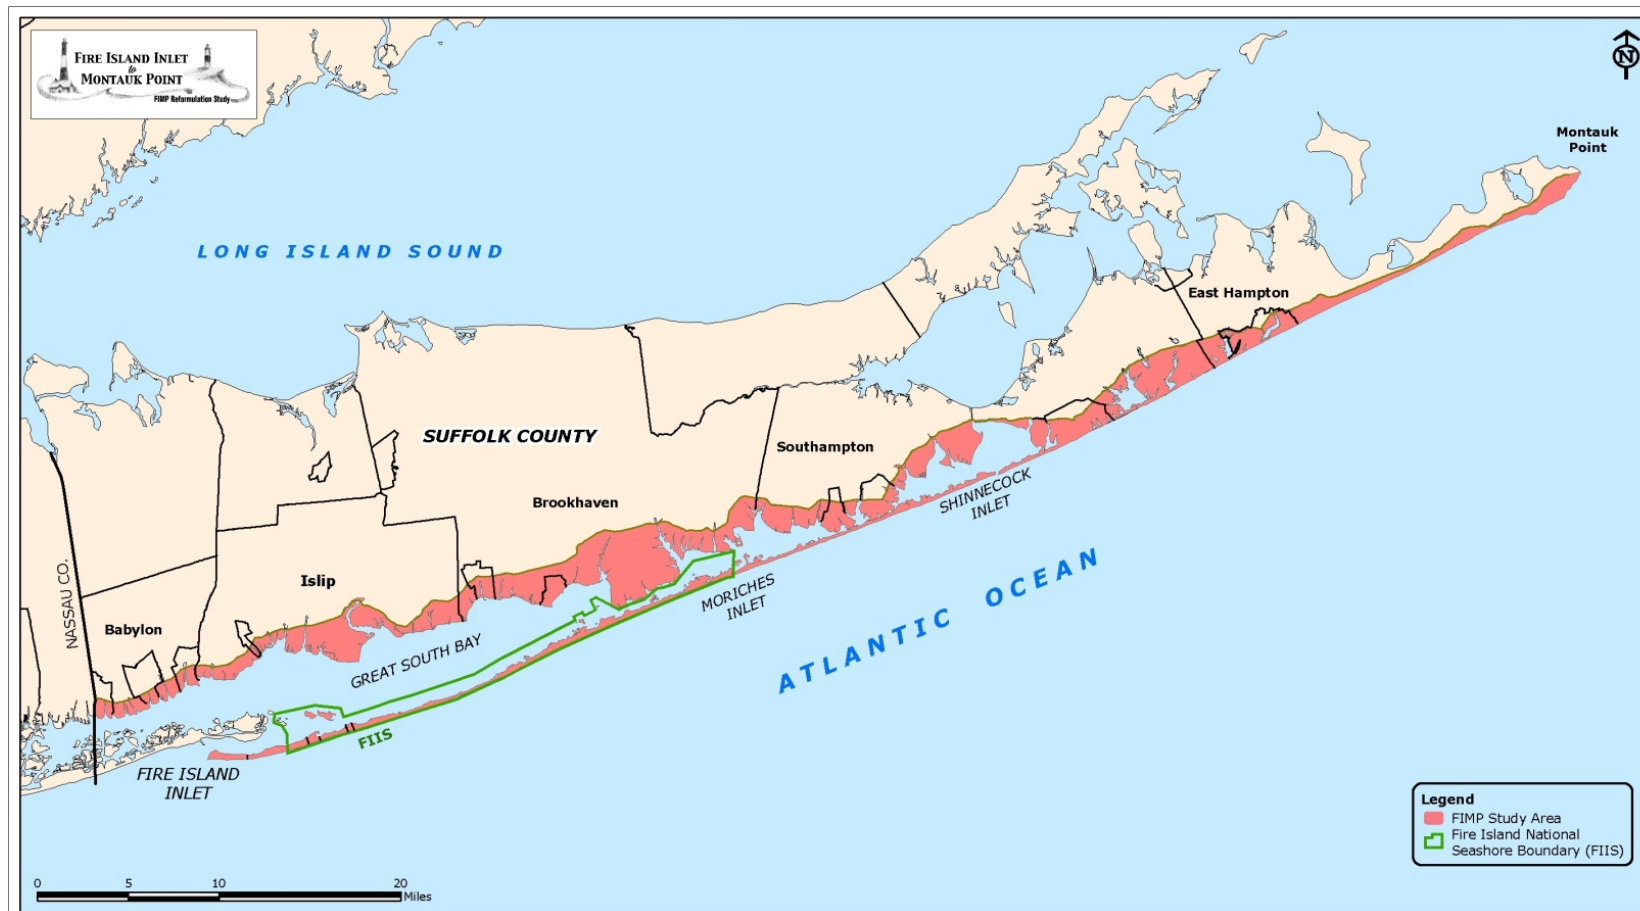 FIRE ISLAND INLET
to
MONTAUK POINT
FIMP Reformulation Study
N
Montauk
Point
LONG ISLAND SOUND
East Hampton
SUFFOLK COUNTY
Southampton
Brookhaven
SHINNECOCK
INLET
NASSAU CO.
Islip
MORICHES
INLET
Babylon
GREAT SOUTH BAY
ATLANTIC OCEAN
FIIS
FIRE ISLAND
INLET
Legend
FIMP Study Area
Fire Island National
Seashore Boundary (FIIS)
0 5 10 20
Miles